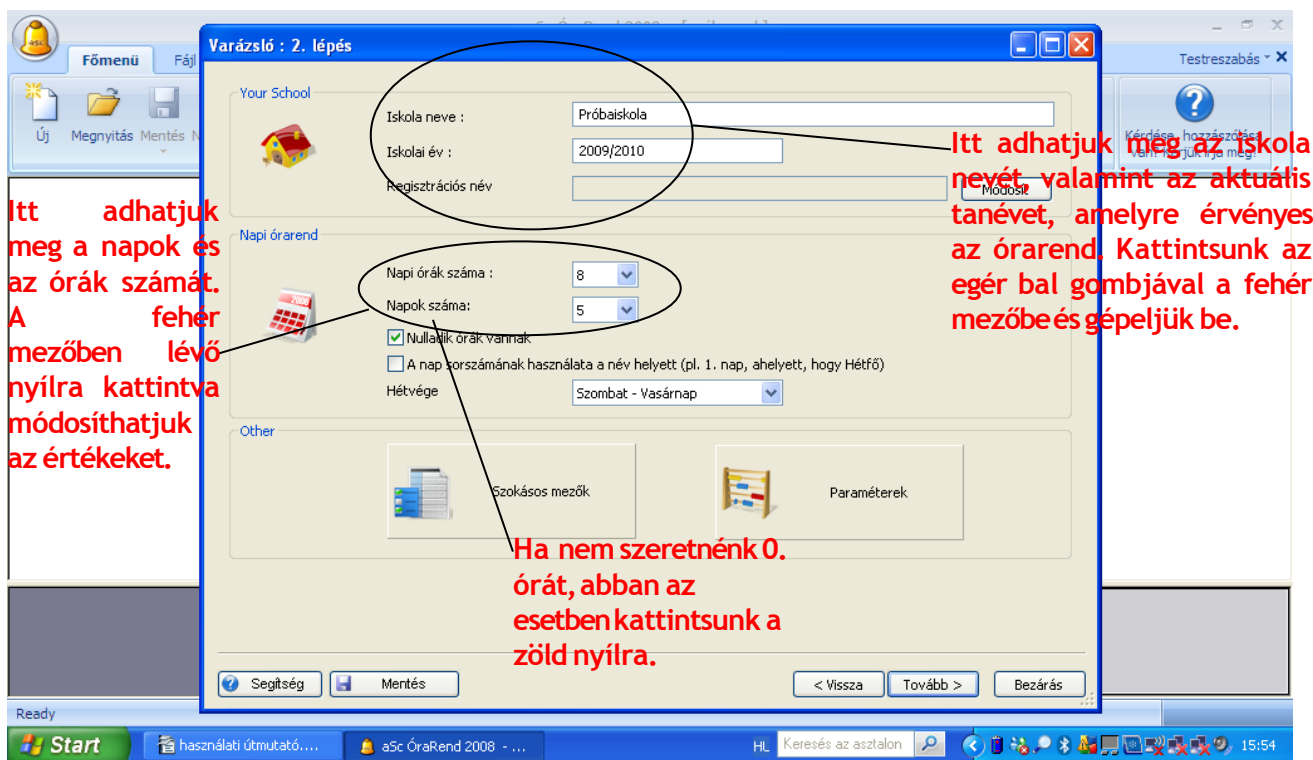 asc
Főmenü
Fájl
Testreszabás
Új
Megnyitás
Mentés
Varázsló : 2. lépés
Your School
Iskola neve :
Próbaiskola
Iskolai év :
2009/2010
Regisztrációs név
Módosít
Napi órarend
Napi órák száma :
8
Napok száma:
5
Nulladik órák vannak
A nap sorszámának használata a név helyett (pl. 1. nap, ahelyett, hogy Hétfő)
Hétvége
Szombat - Vasárnap
Other
Szokásos mezők
Paraméterek
Segítség
Mentés
< Vissza
Tovább >
Bezárás
Itt adhatjuk
meg a napok és
az órák számát.
A fehér
mezőben lévő
nyílra kattintva
módosíthatjuk
az értékeket.
Itt adhatjuk meg az iskola
nevét, valamint az aktuális
tanévet, amelyre érvényes
az órarend. Kattintsunk az
egér bal gombjával a fehér
mezőbe és gépeljük be.
Ha nem szeretnénk 0.
órát, abban az
esetben kattintsunk a
zöld nyílra.
Ready
Start
használati útmutató....
aSc ÓraRend 2008 - ...
HL
Keresés az asztalon
15:54